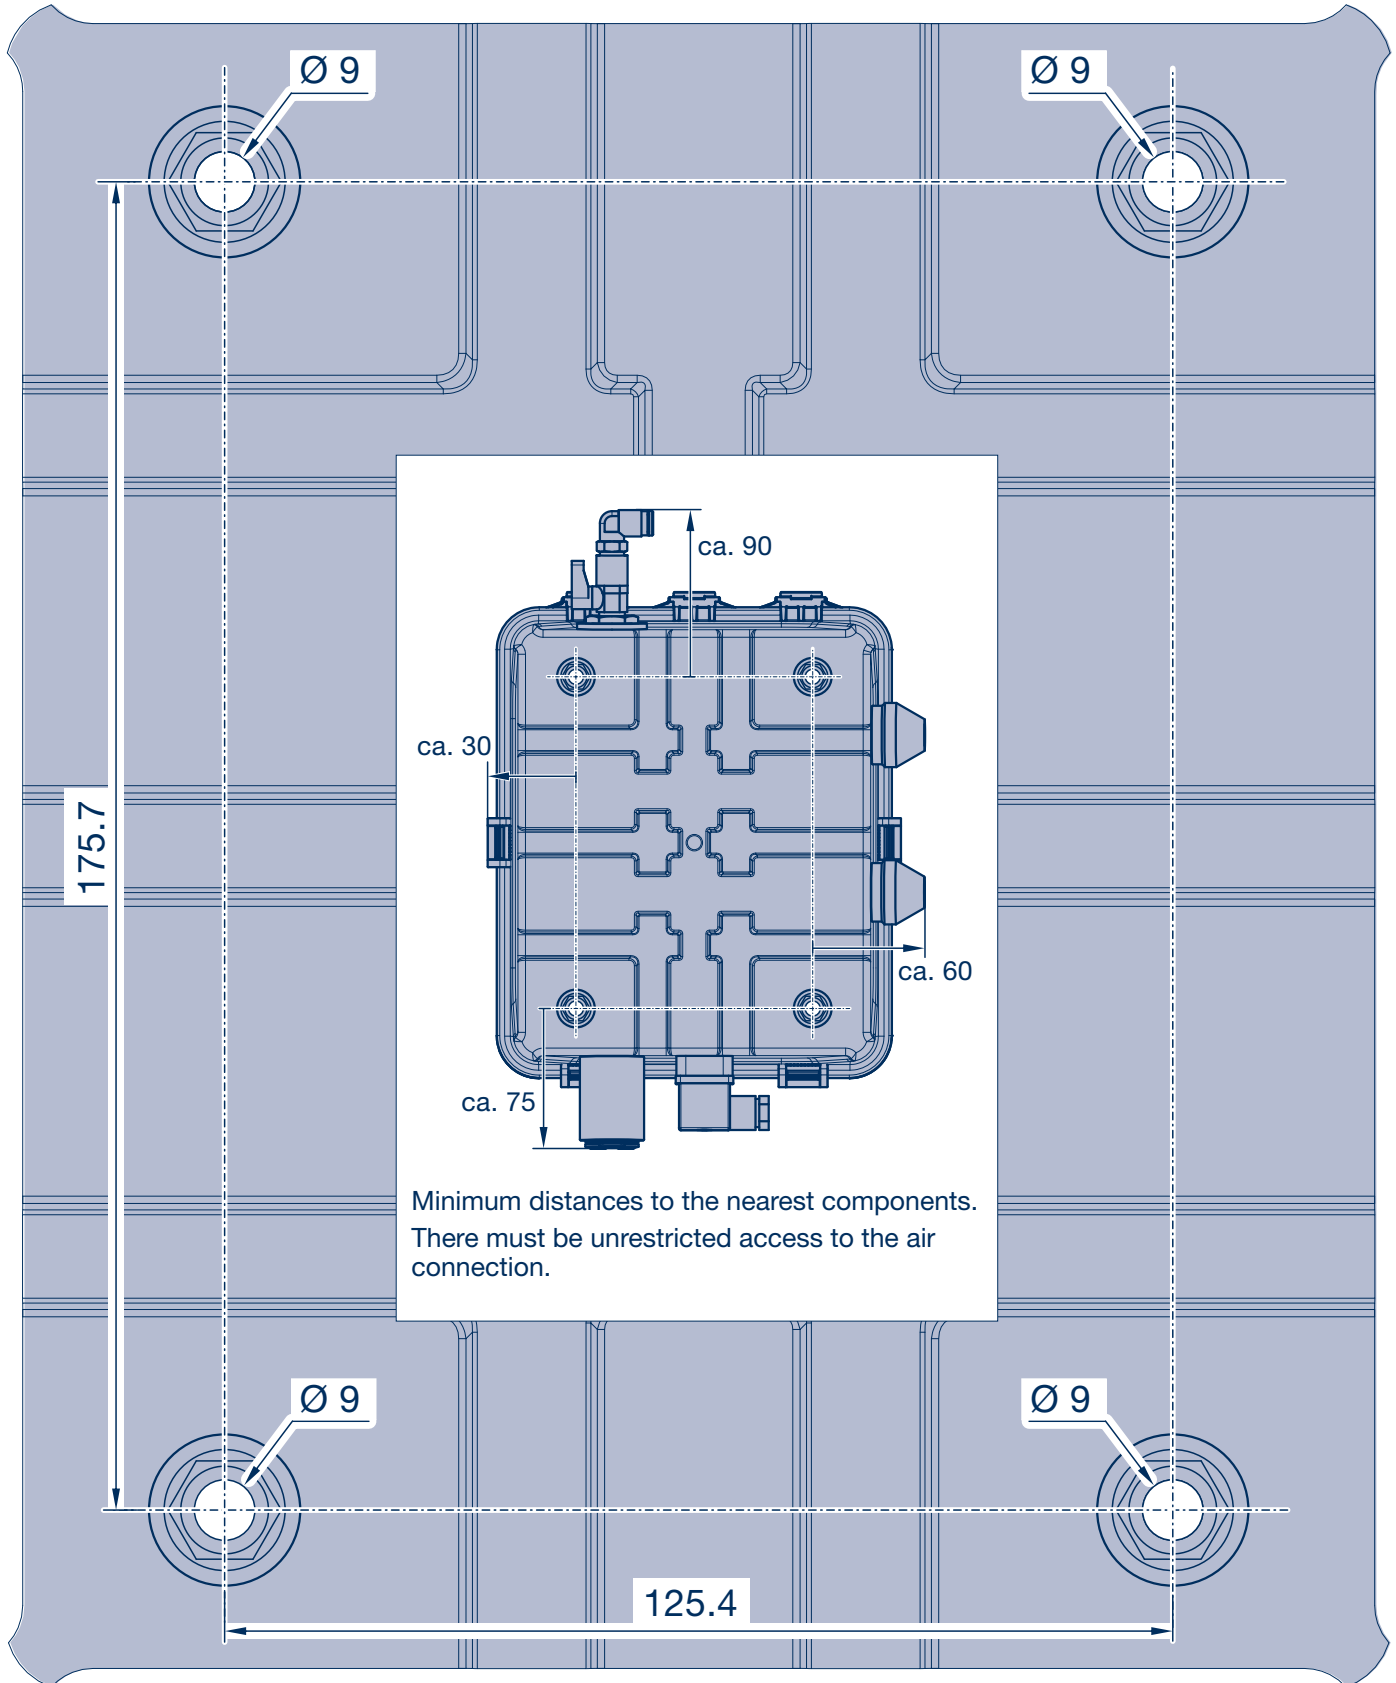 Ø 9
Ø 9
ca. 90
ca. 30
175.7
ca. 60
ca. 75
Minimum distances to the nearest components.
There must be unrestricted access to the air
connection.
Ø 9
Ø 9
125.4